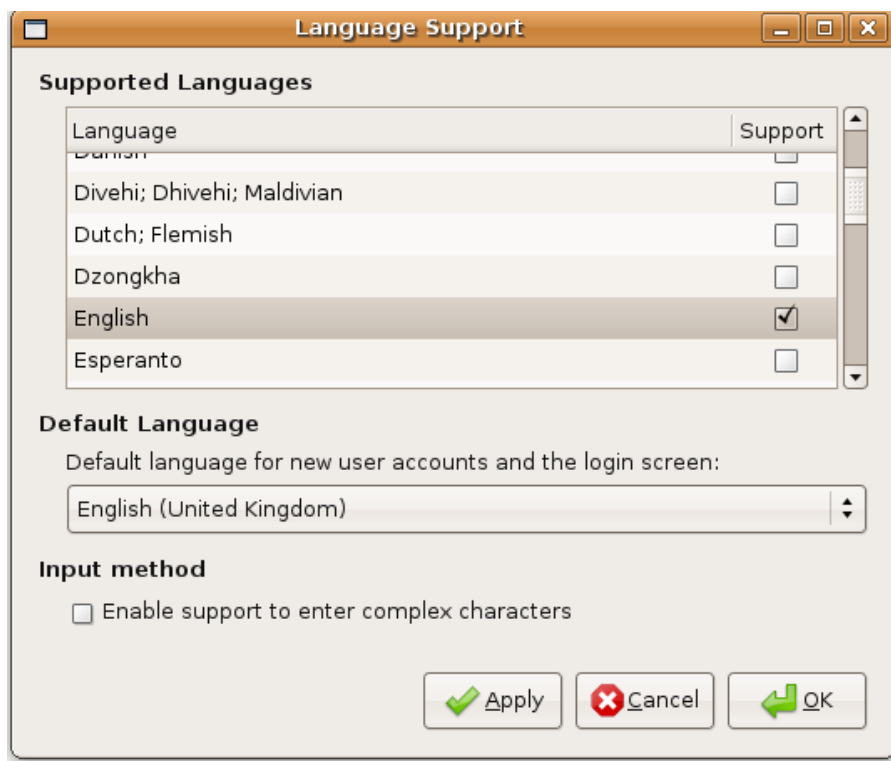 Language Support
Supported Languages
Language Support
Danish
Divehi; Dhivehi; Maldivian
Dutch; Flemish
Dzongkha
English
Esperanto
Default Language
Default language for new user accounts and the login screen:
English (United Kingdom)
Input method
Enable support to enter complex characters
Apply Cancel OK